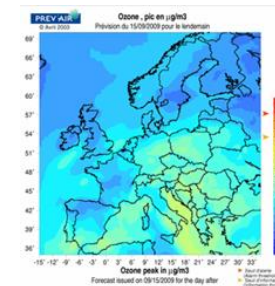 PREV'AIR
© Avril 2003
Ozone, pic en µg/m3
Prévision du 15/09/2009 pour le lendemain
69°
66°
63°
60°
57°
54°
51°
48°
45°
42°
39°
36°
-15° -12° -9° -6° -3° 0° 3° 6° 9° 12° 15° 18° 21° 24° 27° 30° 33°
Ozone peak in µg/m3
Forecast issued on 09/15/2009 for the day after